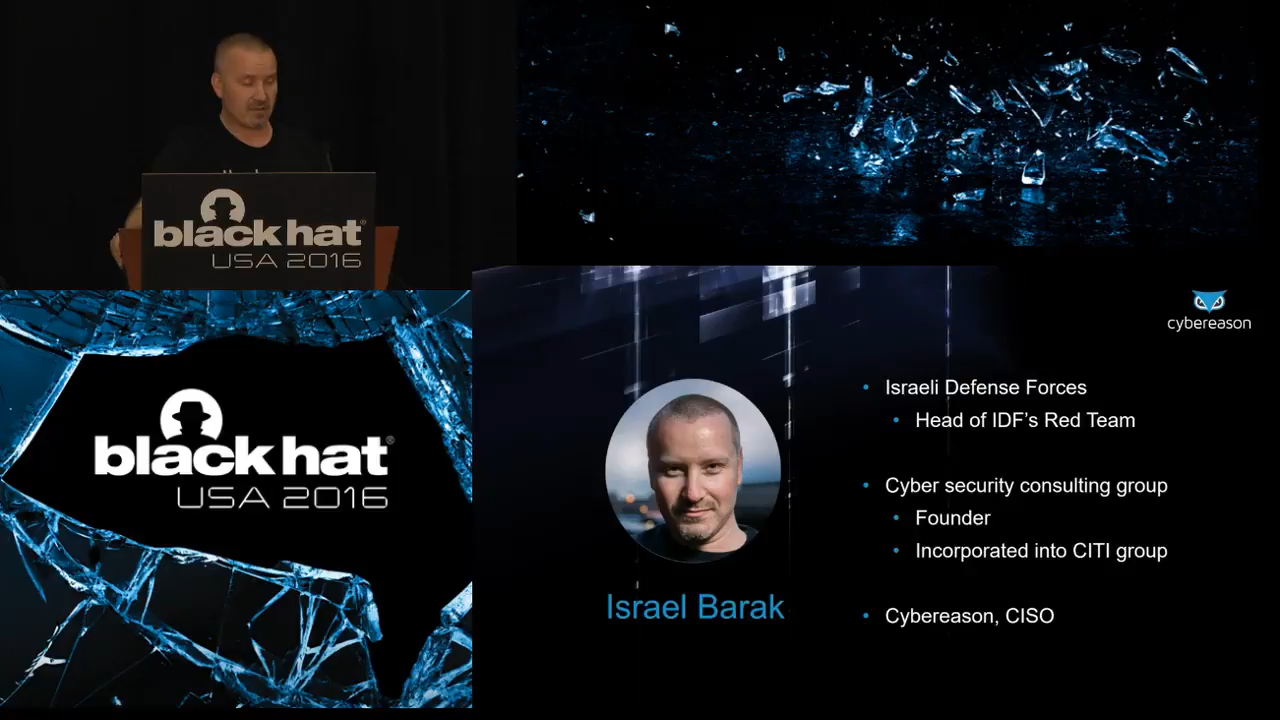 black hat®
USA 2016
black hat®
USA 2016
cybereason
Israel Barak
• Israeli Defense Forces
• Head of IDF's Red Team
• Cyber security consulting group
• Founder
• Incorporated into CITI group
• Cybereason, CISO